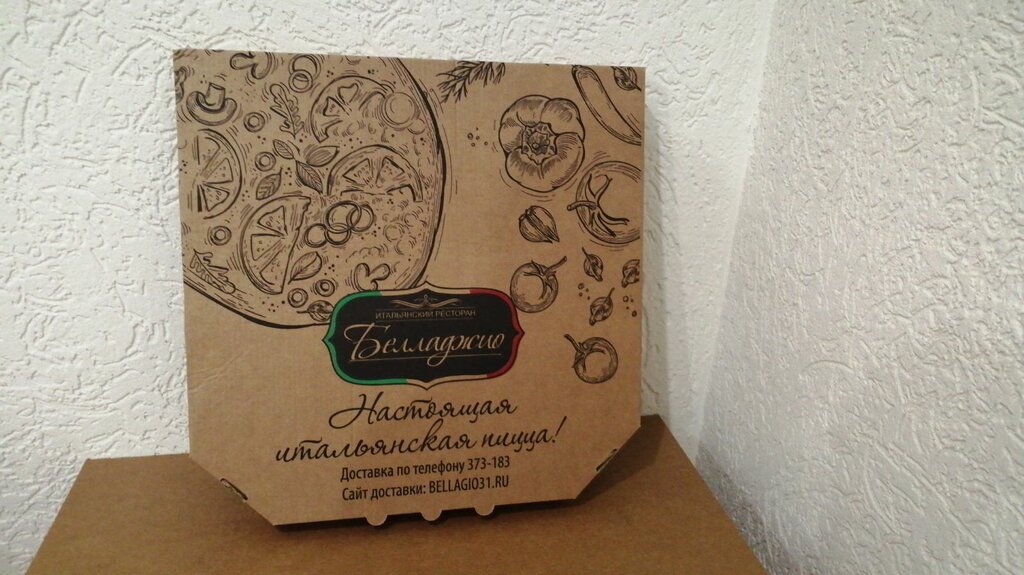 ИТАЛЬЯНСКИЙ РЕСТОРАН
Белладжио
Настоящая
итальянская пицца!
Доставка по телефону 373-183
Сайт доставки: BELLAGIO31.RU